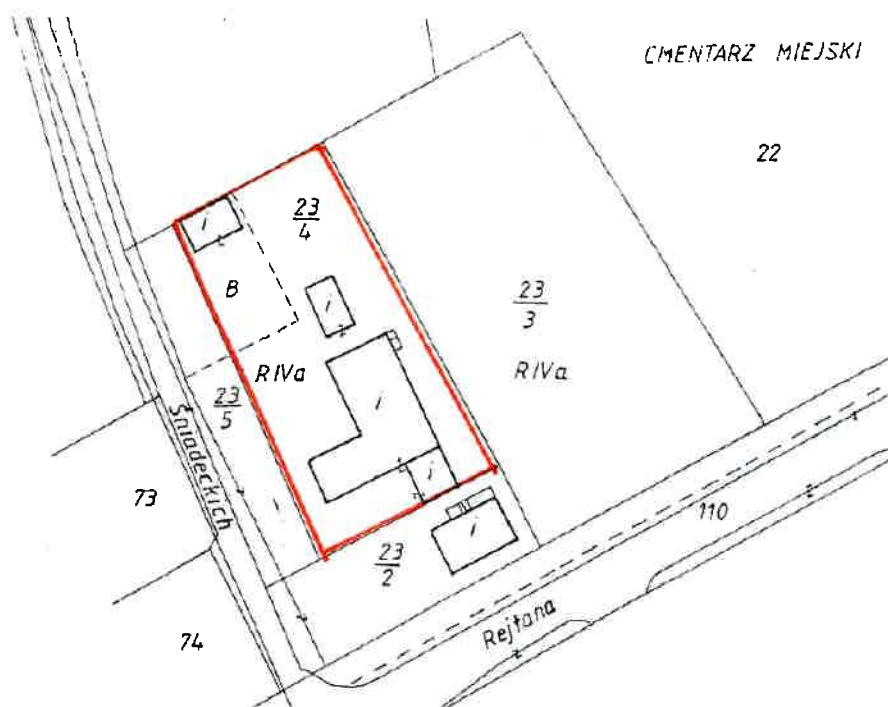 CMENTARZ MIEJSKI
22
i
23
4
B
i
23
3
RIVa
RIVa
23
5
i
Śniadeckich
i
73
110
i
23
2
Rejtana
74